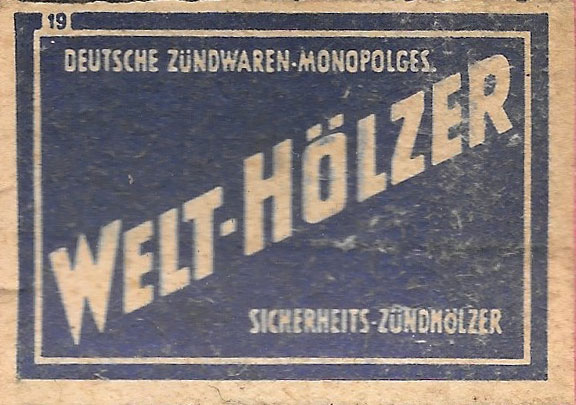 19
DEUTSCHE ZÜNDWAREN-MONOPOLGES.
WELT-HÖLZER
SICHERHEITS-ZÜNDHÖLZER